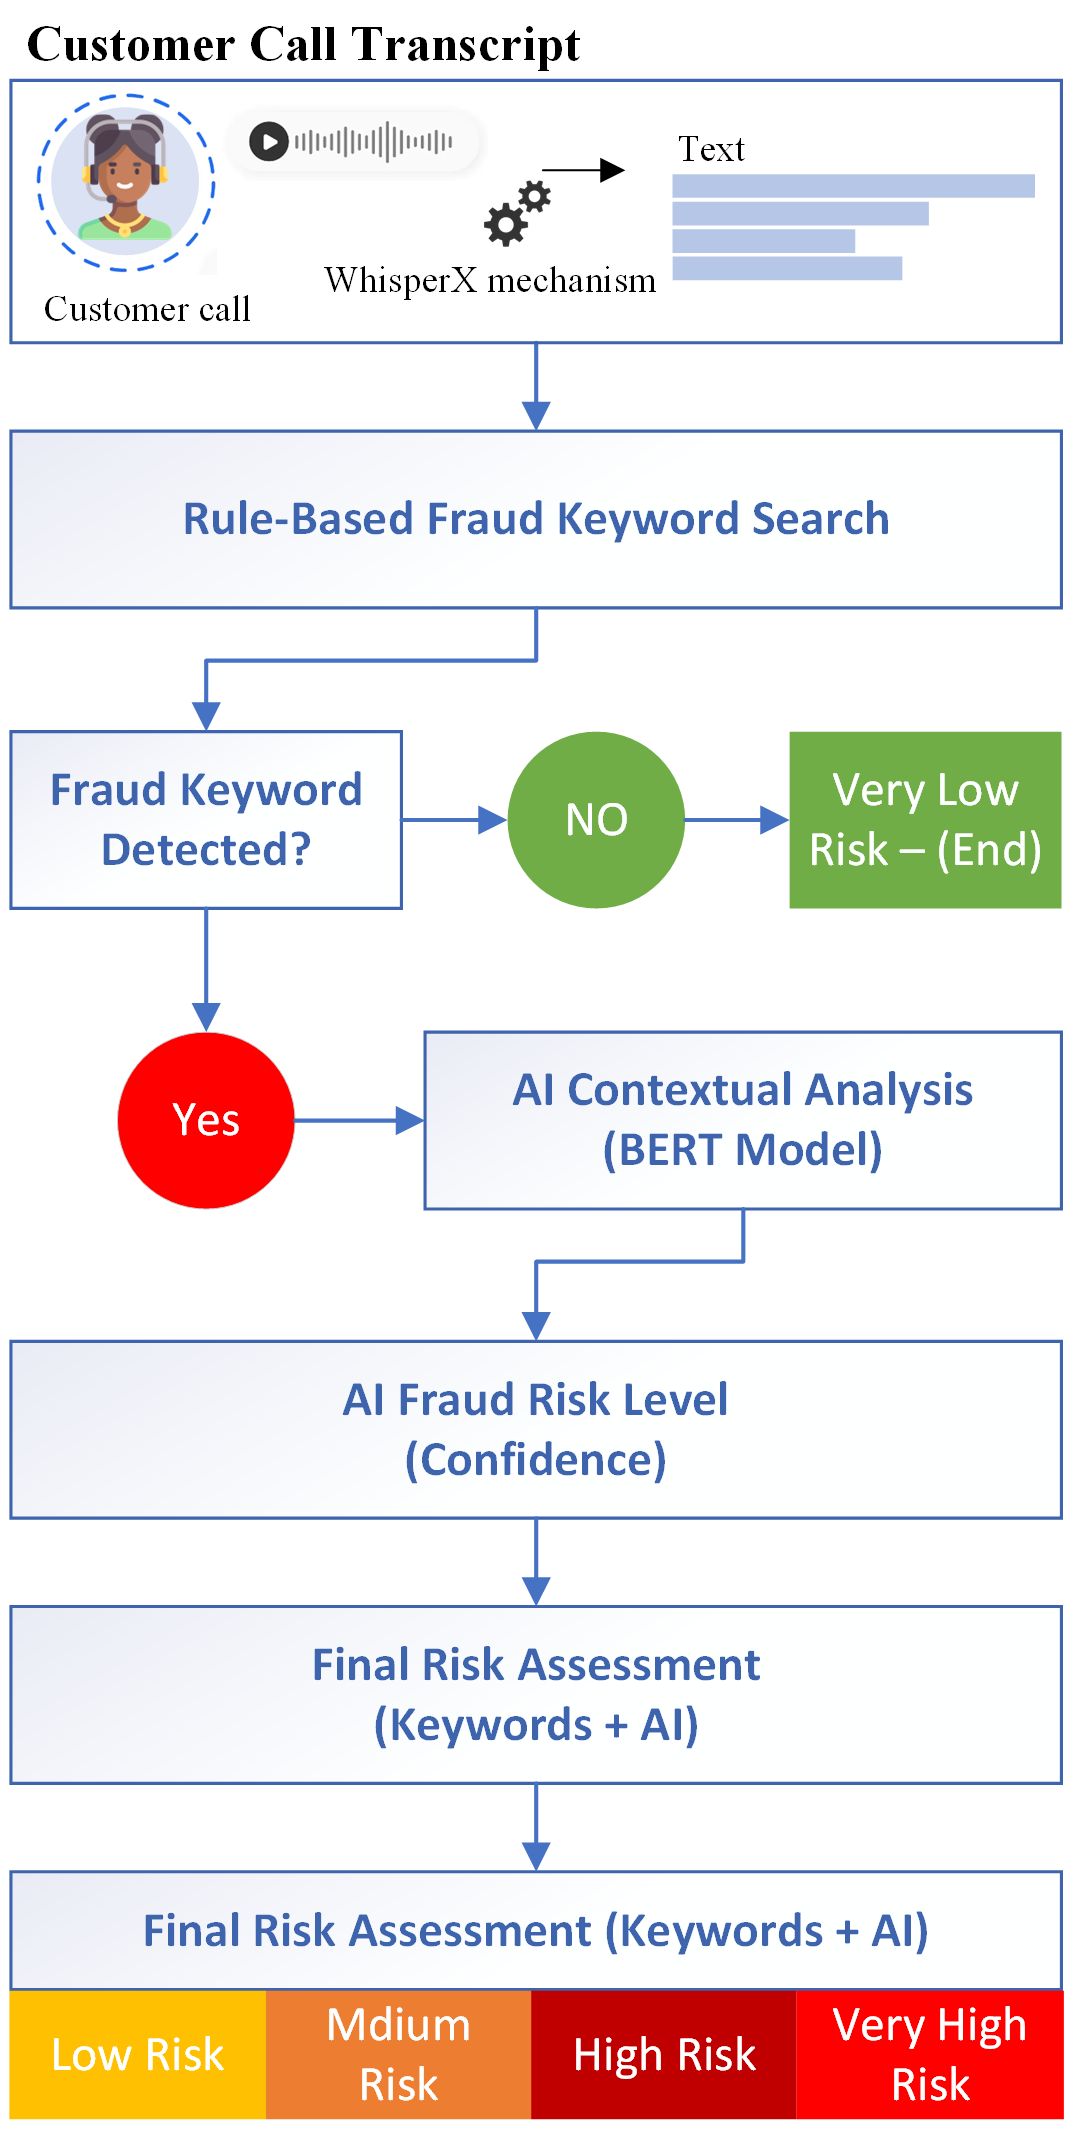 Customer Call Transcript
Text
WhisperX mechanism
Customer call
Rule-Based Fraud Keyword Search
Fraud Keyword
Detected?
NO
Very Low
Risk – (End)
Yes
AI Contextual Analysis
(BERT Model)
AI Fraud Risk Level
(Confidence)
Final Risk Assessment
(Keywords + AI)
Final Risk Assessment (Keywords + AI)
Low Risk
Mdium
Risk
High Risk
Very High
Risk